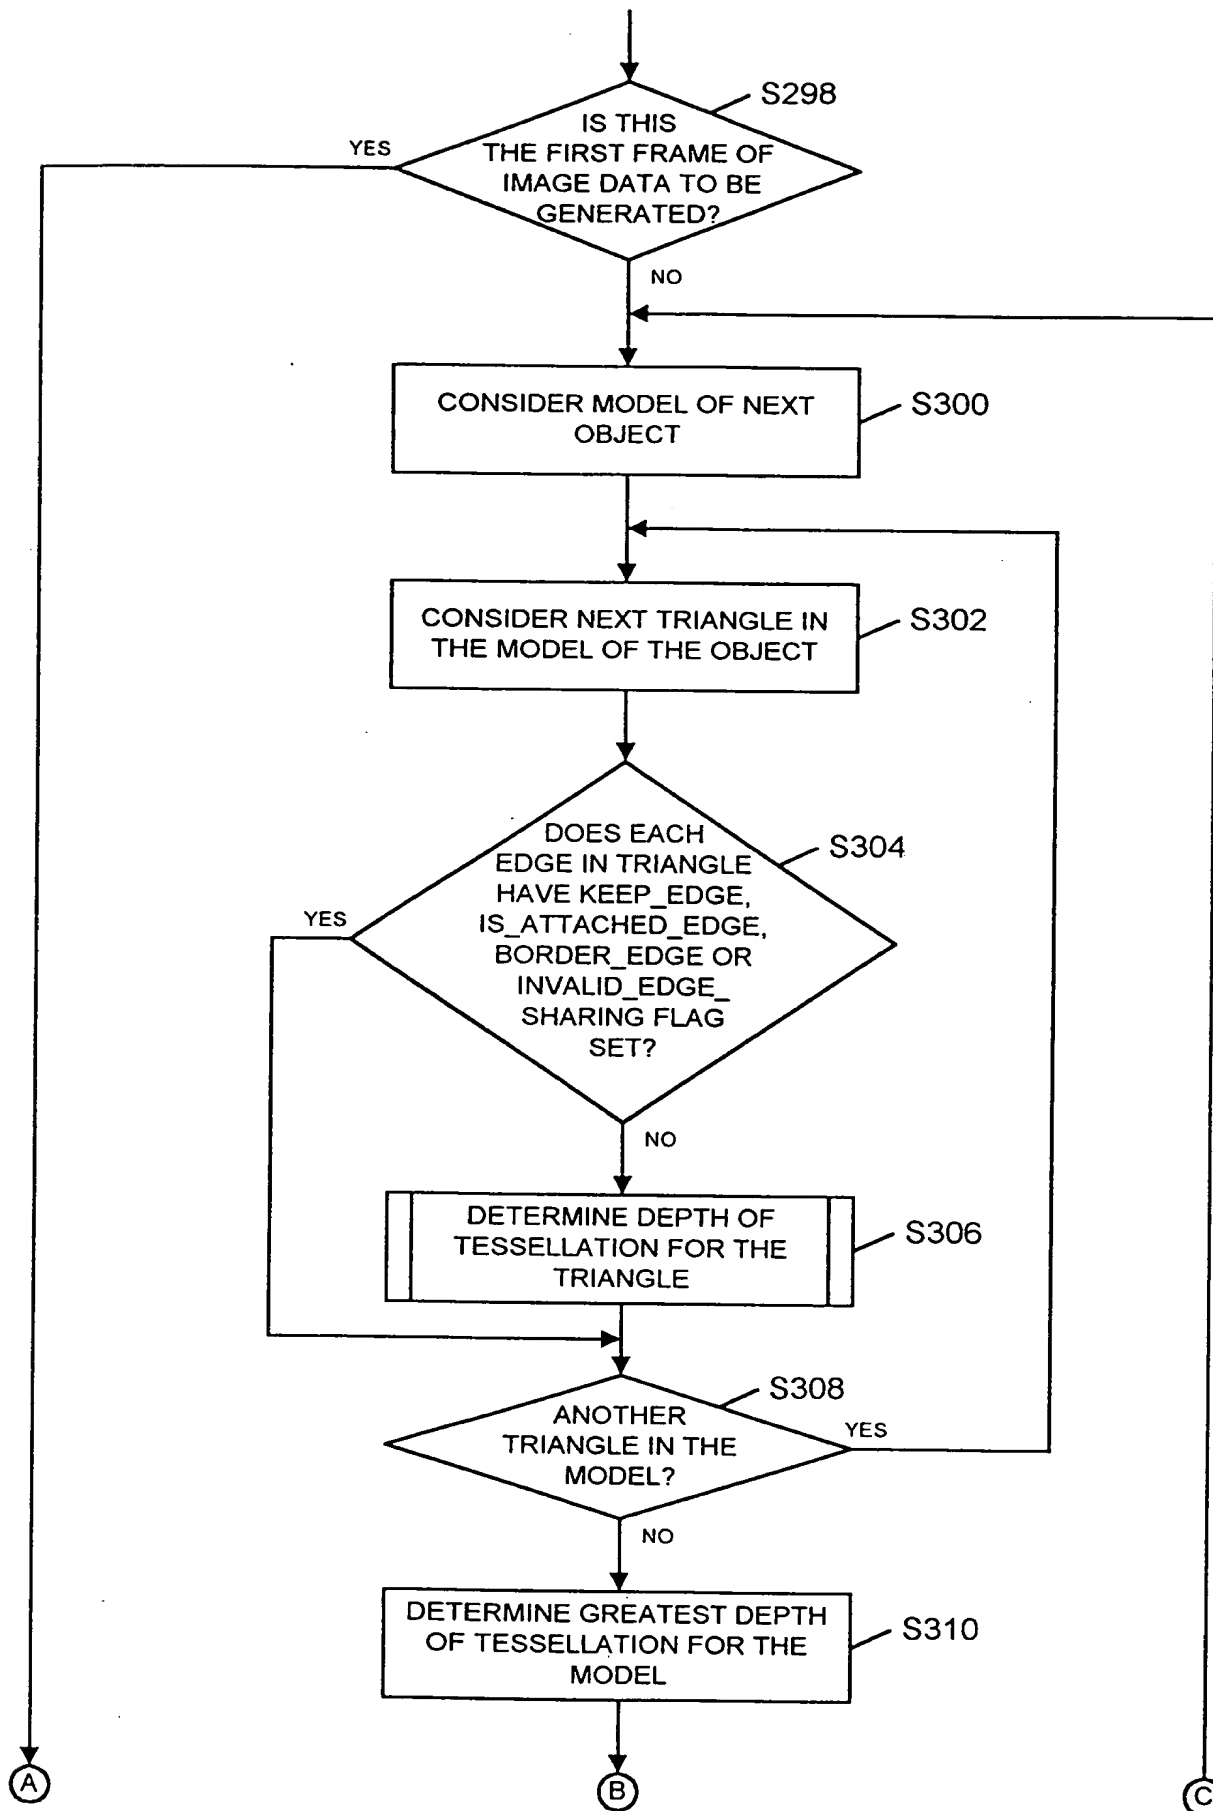 S298
IS THIS
THE FIRST FRAME OF
IMAGE DATA TO BE
GENERATED?
YES
NO
CONSIDER MODEL OF NEXT
OBJECT
S300
CONSIDER NEXT TRIANGLE IN
THE MODEL OF THE OBJECT
S302
DOES EACH
EDGE IN TRIANGLE
HAVE KEEP_EDGE,
IS_ATTACHED_EDGE,
BORDER_EDGE OR
INVALID_EDGE_
SHARING FLAG
SET?
S304
YES
NO
DETERMINE DEPTH OF
TESSELLATION FOR THE
TRIANGLE
S306
S308
ANOTHER
TRIANGLE IN THE
MODEL?
YES
NO
DETERMINE GREATEST DEPTH
OF TESSELLATION FOR THE
MODEL
S310
A
B
C